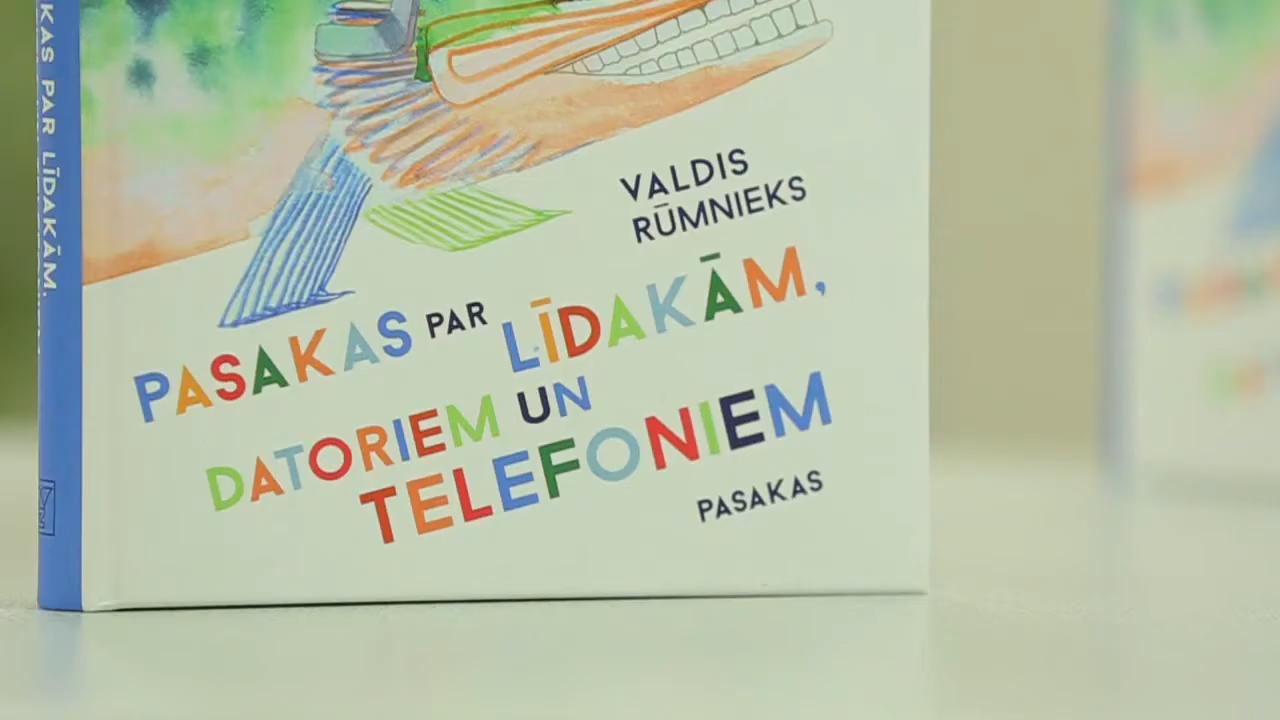 KAS PAR LĪDAKĀM,
VALDIS
RŪMNIEKS
PASAKAS PAR LĪDAKĀM,
DATORIEM UN
TELEFONIEM
PASAKAS